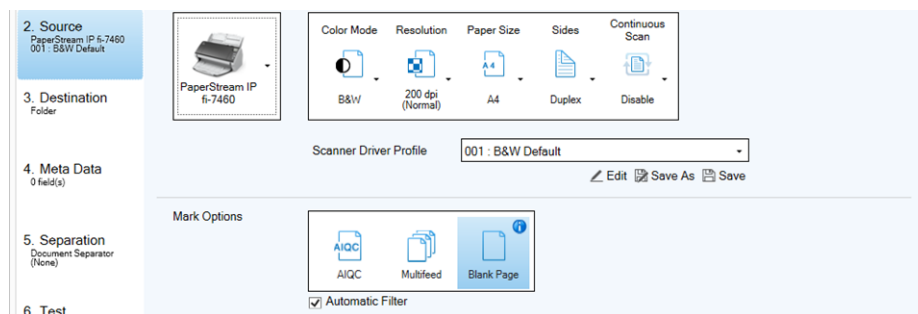 2. Source
PaperStream IP fi-7460
001 : B&W Default
3. Destination
Folder
4. Meta Data
0 field(s)
5. Separation
Document Separator
(None)
6. Test
PaperStream IP
fi-7460
Color Mode
B&W
Resolution
200 dpi
(Normal)
Paper Size
A4
A4
Sides
Duplex
Continuous
Scan
Disable
Scanner Driver Profile
001 : B&W Default
Edit Save As Save
Mark Options
AIQC
AIQC
Multifeed
Blank Page
Automatic Filter